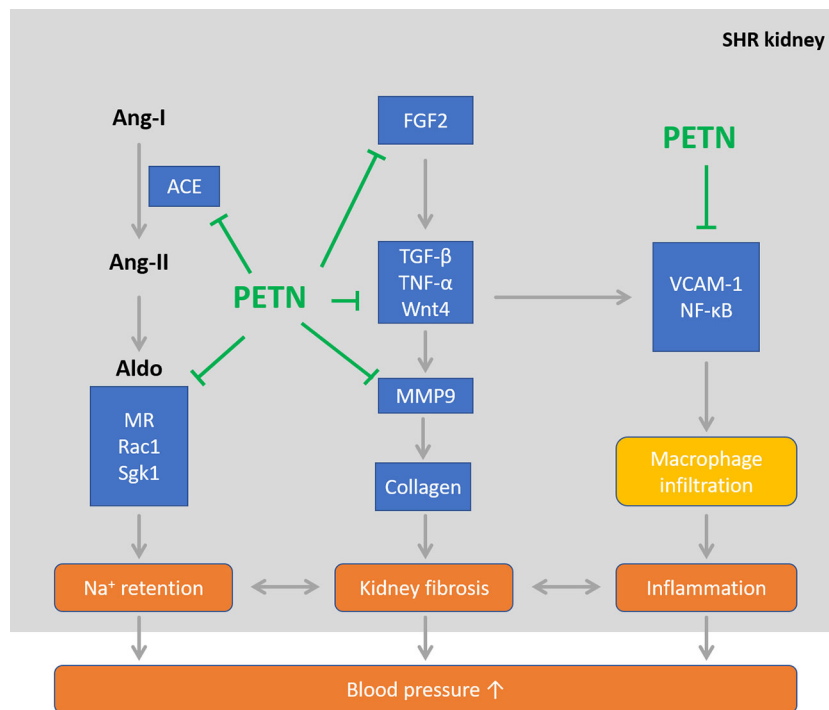 SHR kidney
Ang-I
ACE
Ang-II
Aldo
MR
Rac1
Sgk1
Na⁺ retention
PETN
FGF2
TGF-β
TNF-α
Wnt4
MMP9
Collagen
Kidney fibrosis
PETN
VCAM-1
NF-κB
Macrophage
infiltration
Inflammation
Blood pressure ↑